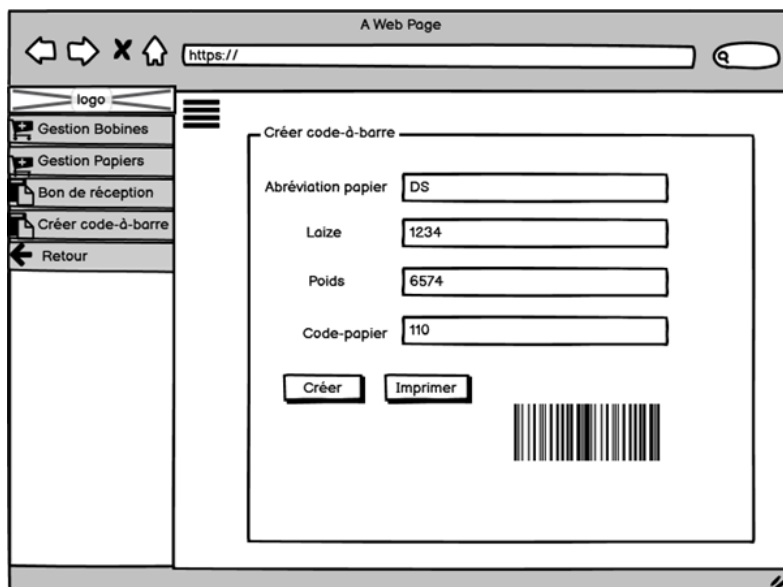 A Web Page
https://
logo
Gestion Bobines
Gestion Papiers
Bon de réception
Créer code-à-barre
Retour
Créer code-à-barre
Abréviation papier DS
Laize 1234
Poids 6574
Code-papier 110
Créer Imprimer